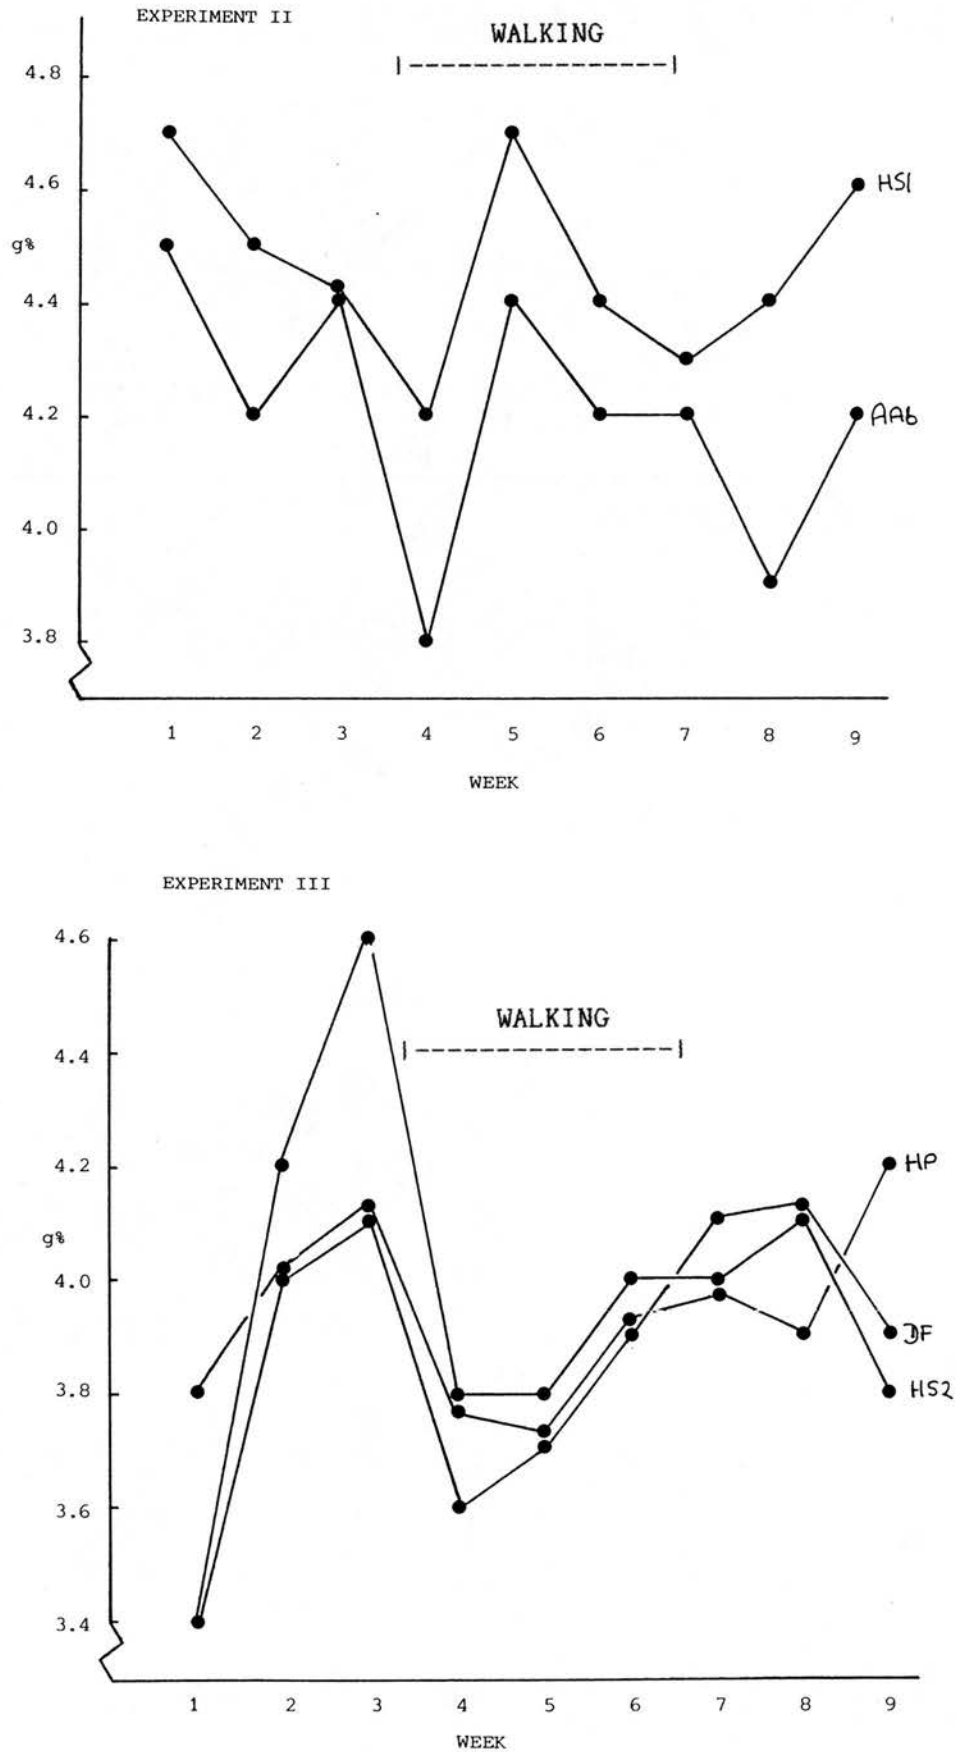 EXPERIMENT II
WALKING
4.8
4.6
g%
4.4
4.2
4.0
3.8
HS1
AAb
1 2 3 4 5 6 7 8 9
WEEK
EXPERIMENT III
4.6
WALKING
4.4
4.2
g%
4.0
3.8
3.6
3.4
HP
DF
HS2
1 2 3 4 5 6 7 8 9
WEEK